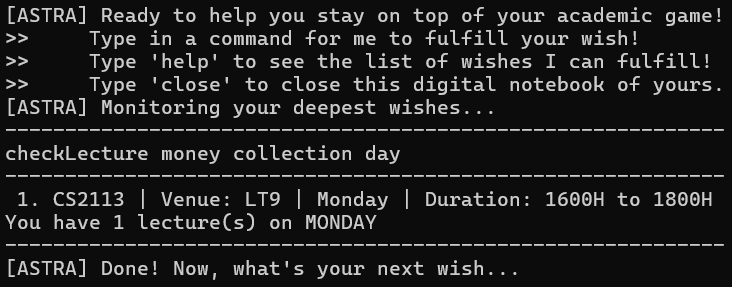 [ASTRA] Ready to help you stay on top of your academic game!
>>     Type in a command for me to fulfill your wish!
>>     Type 'help' to see the list of wishes I can fulfill!
>>     Type 'close' to close this digital notebook of yours.
[ASTRA] Monitoring your deepest wishes...
------------------------------------------------------------
checkLecture money collection day
------------------------------------------------------------
 1. CS2113 | Venue: LT9 | Monday | Duration: 1600H to 1800H
You have 1 lecture(s) on MONDAY
------------------------------------------------------------
[ASTRA] Done! Now, what's your next wish...